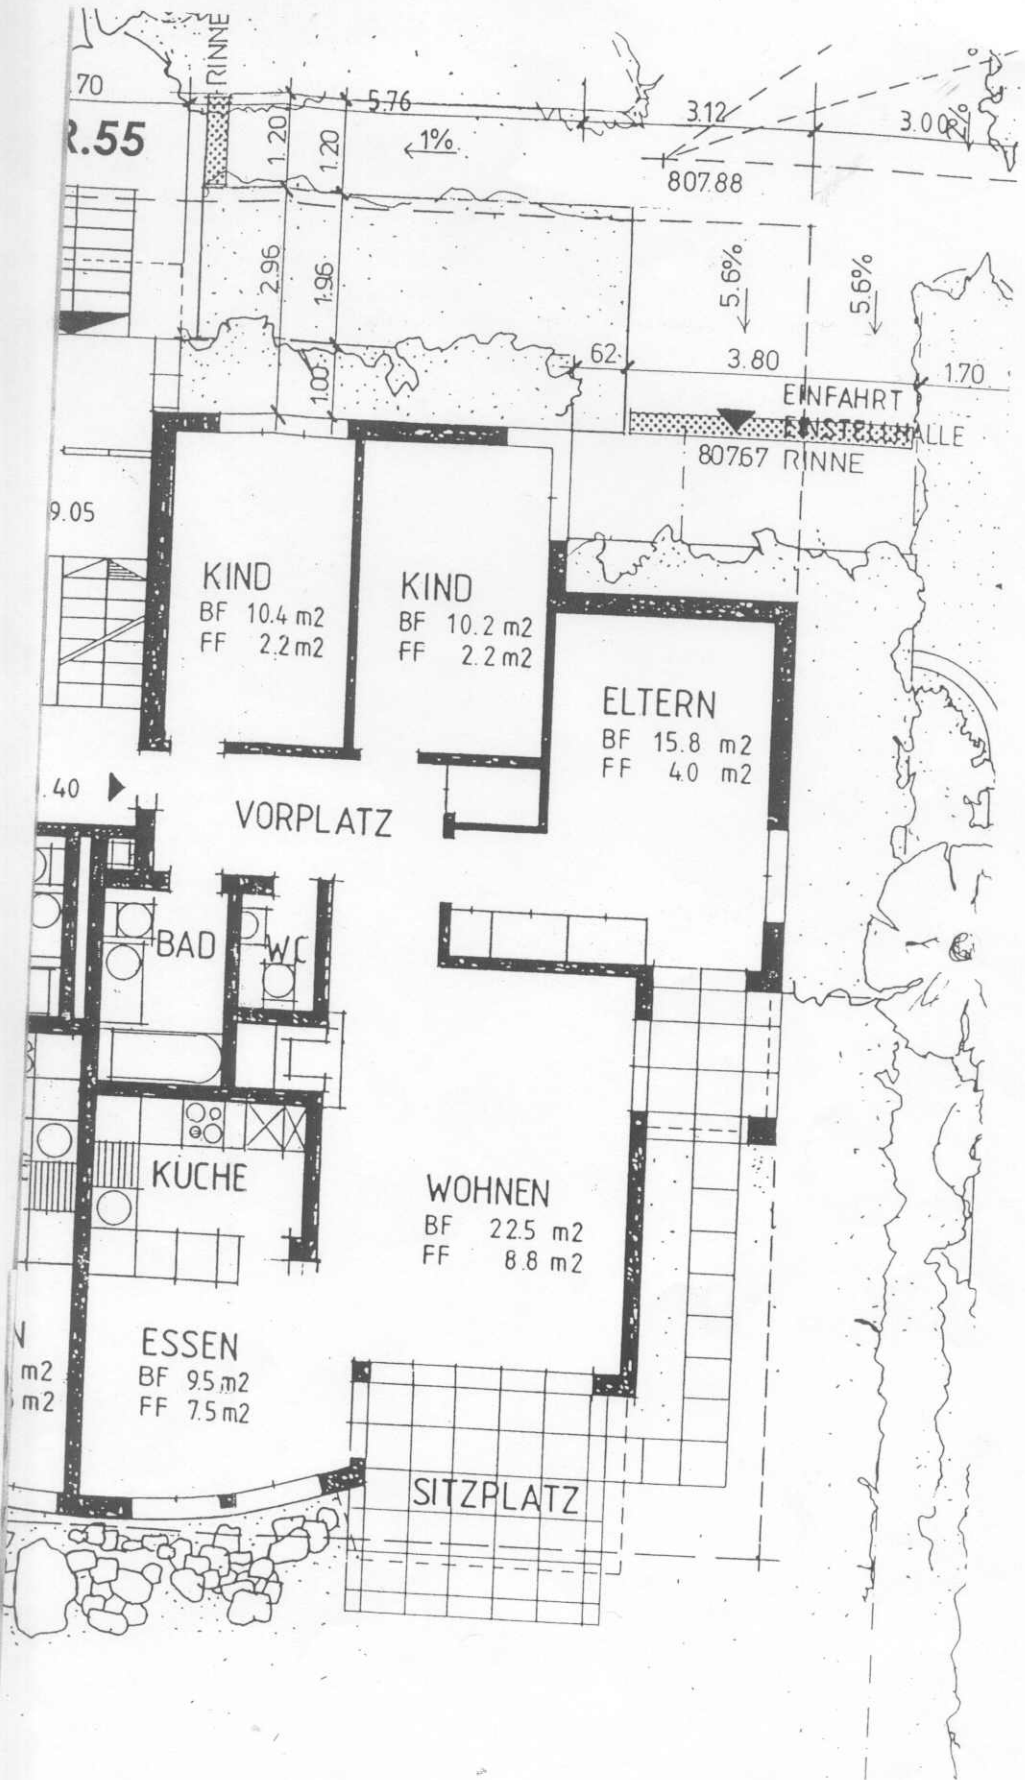 RINNE
70
5.76
3.12
3.00
2%
R.55
1.20
1.20
1%
807.88
2.96
1.96
5.6%
5.6%
62
3.80
1.70
1.00
EINFAHRT
EINSTELLHALLE
807.67 RINNE
9.05
KIND
BF 10.4 m2
FF 2.2 m2
KIND
BF 10.2 m2
FF 2.2 m2
ELTERN
BF 15.8 m2
FF 4.0 m2
.40
VORPLATZ
BAD
WC
KUCHE
WOHNEN
BF 22.5 m2
FF 8.8 m2
ESSEN
BF 9.5 m2
FF 7.5 m2
N
m2
m2
SITZPLATZ